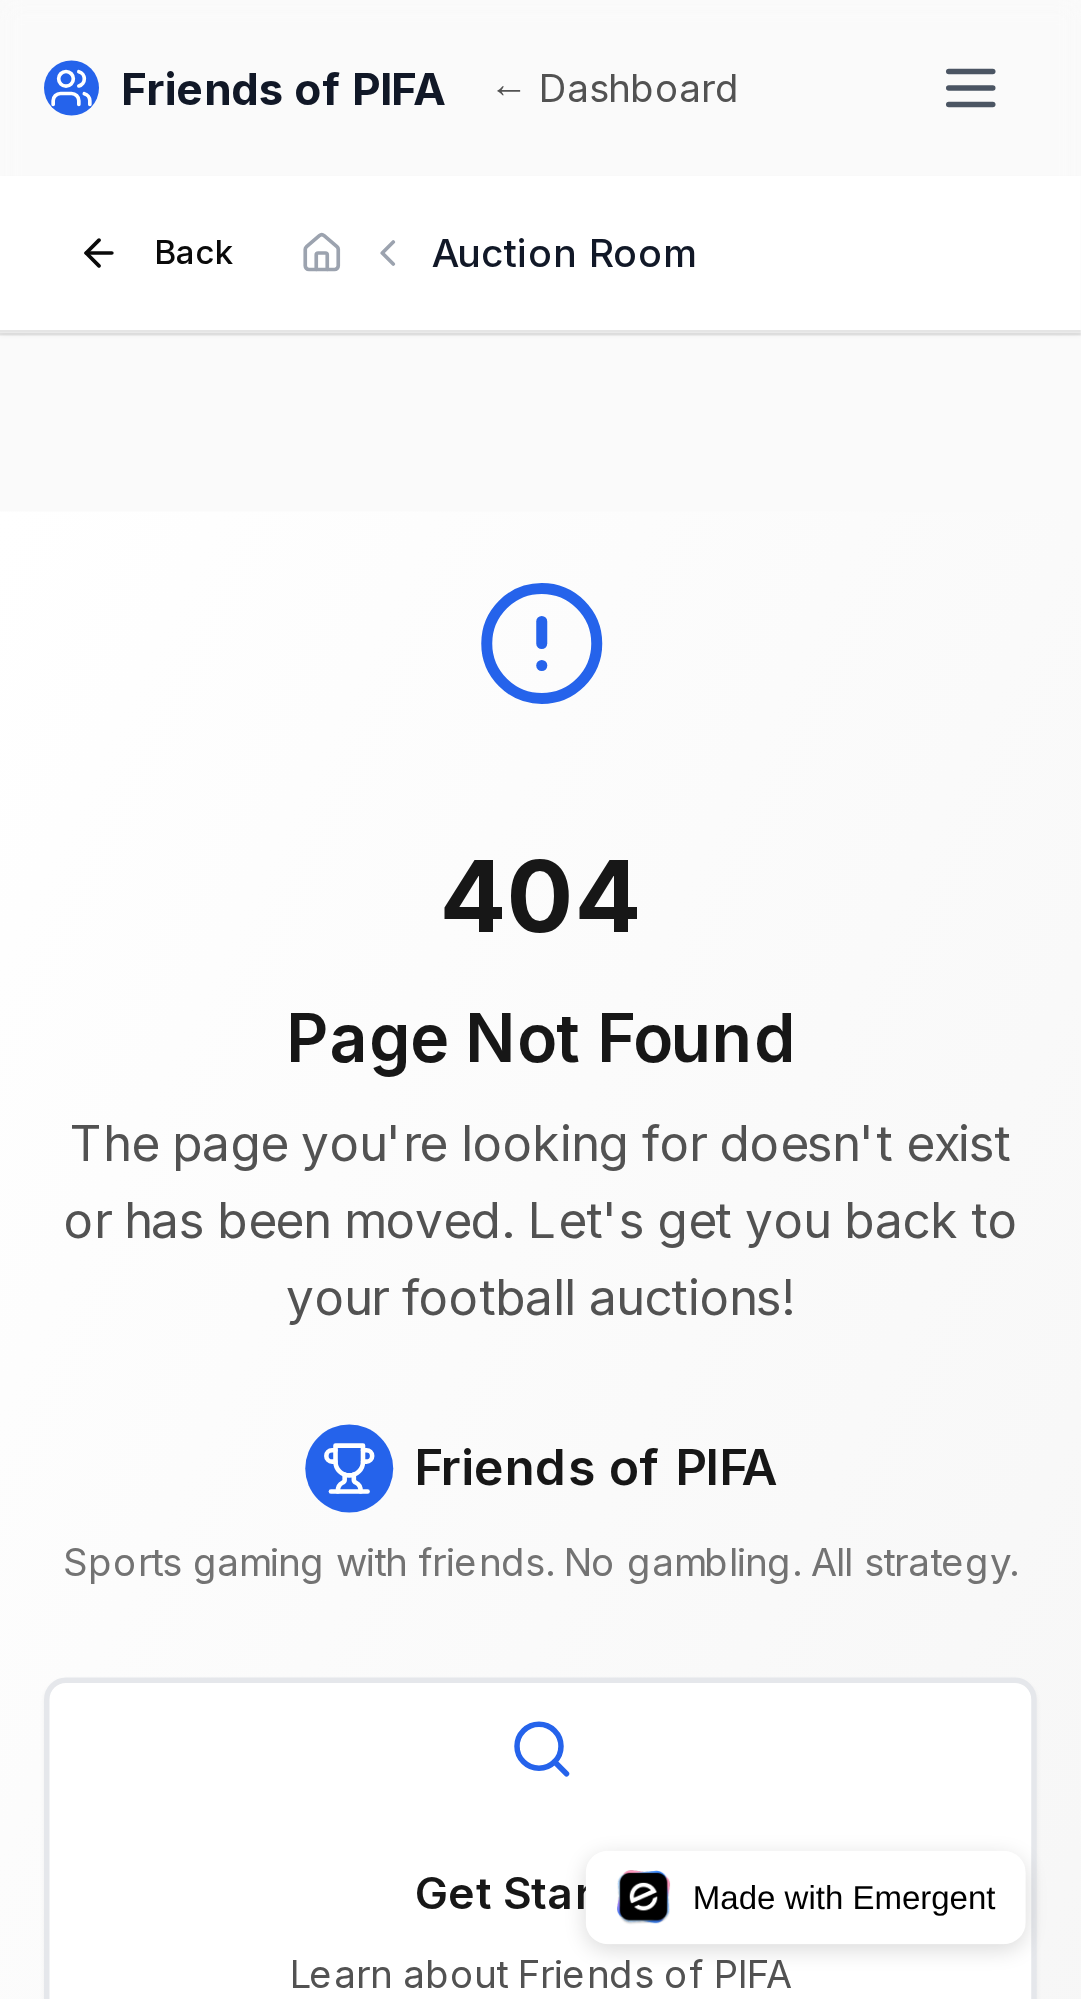 Friends of PIFA ← Dashboard
Back Auction Room
404
Page Not Found
The page you're looking for doesn't exist
or has been moved. Let's get you back to
your football auctions!
Friends of PIFA
Sports gaming with friends. No gambling. All strategy.
Get
Made with Emergent
Learn about Friends of PIFA